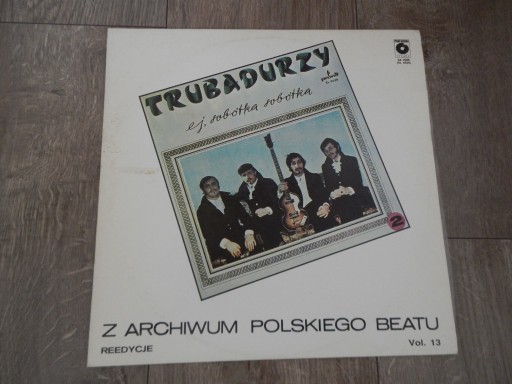 TRUBADURZY
ej, sobótka sobótka
2
Z ARCHIWUM POLSKIEGO BEATU
REEDYCJE
Vol. 13